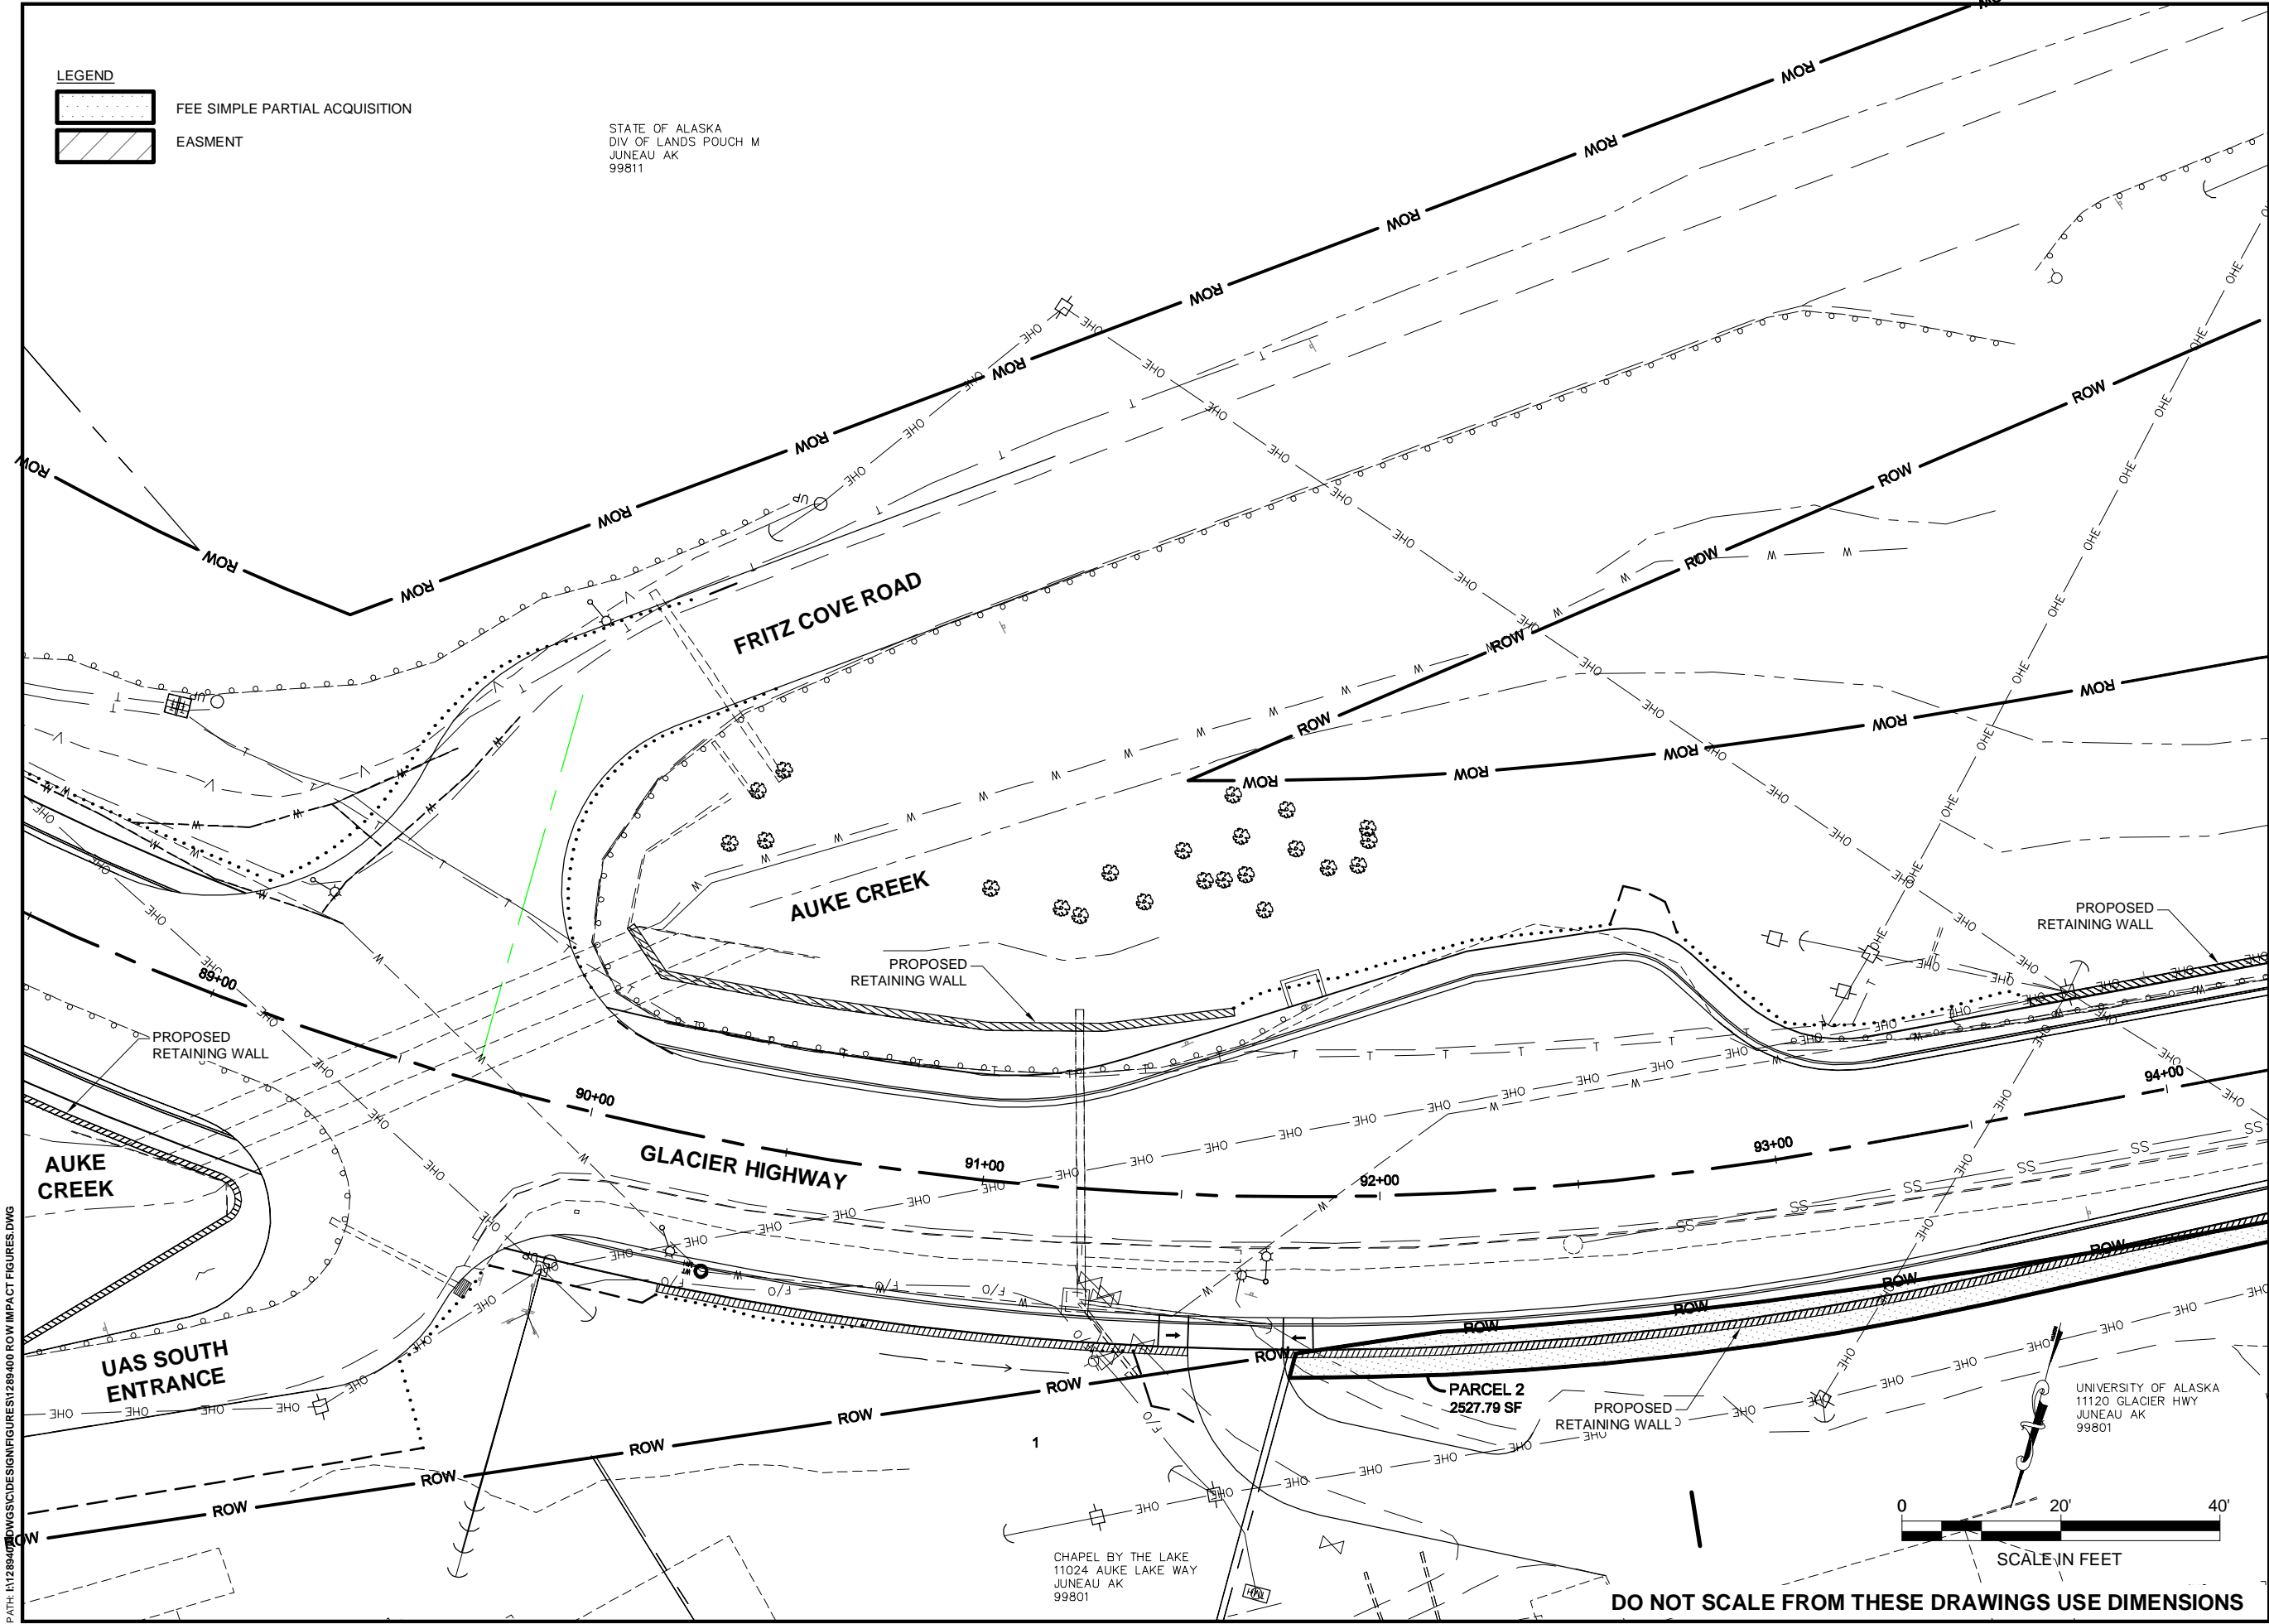 LEGEND
FEE SIMPLE PARTIAL ACQUISITION
EASMENT
STATE OF ALASKA
DIV OF LANDS POUCH M
JUNEAU AK
99811
FRITZ COVE ROAD
AUKE CREEK
PROPOSED
RETAINING WALL
PROPOSED
RETAINING WALL
PROPOSED
RETAINING WALL
89+00
90+00
91+00
92+00
93+00
94+00
GLACIER HIGHWAY
AUKE
CREEK
UAS SOUTH
ENTRANCE
PARCEL 2
2527.79 SF
PROPOSED
RETAINING WALL
1
UNIVERSITY OF ALASKA
11120 GLACIER HWY
JUNEAU AK
99801
CHAPEL BY THE LAKE
11024 AUKE LAKE WAY
JUNEAU AK
99801
ROW
OHE
UP
F/O
SS
W
T
0 20' 40'
SCALE IN FEET
DO NOT SCALE FROM THESE DRAWINGS USE DIMENSIONS